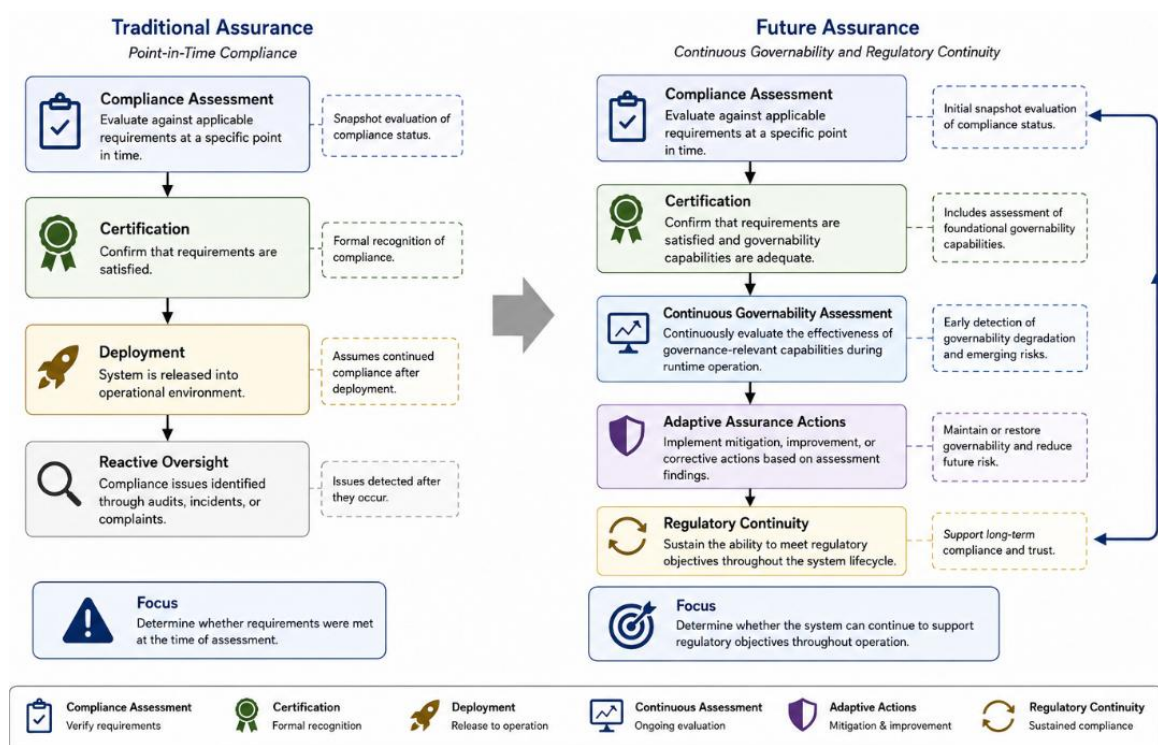 Traditional Assurance
Point-in-Time Compliance
Compliance Assessment
Evaluate against applicable
requirements at a specific point
in time.
Snapshot evaluation of
compliance status.
Certification
Confirm that requirements are
satisfied.
Formal recognition of
compliance.
Deployment
System is released into
operational environment.
Assumes continued
compliance after
deployment.
Reactive Oversight
Compliance issues identified
through audits, incidents, or
complaints.
Issues detected after
they occur.
Focus
Determine whether requirements were met
at the time of assessment.
Future Assurance
Continuous Governability and Regulatory Continuity
Compliance Assessment
Evaluate against applicable
requirements at a specific point
in time.
Initial snapshot evaluation
of compliance status.
Certification
Confirm that requirements are
satisfied and governability
capabilities are adequate.
Includes assessment of
foundational governability
capabilities.
Continuous Governability Assessment
Continuously evaluate the effectiveness of
governance-relevant capabilities during
runtime operation.
Early detection of
governability degradation
and emerging risks.
Adaptive Assurance Actions
Implement mitigation, improvement, or
corrective actions based on assessment
findings.
Maintain or restore
governability and reduce
future risk.
Regulatory Continuity
Sustain the ability to meet regulatory
objectives throughout the system lifecycle.
Support long-term
compliance and trust.
Focus
Determine whether the system can continue to support
regulatory objectives throughout operation.
Compliance Assessment
Verify requirements
Certification
Formal recognition
Deployment
Release to operation
Continuous Assessment
Ongoing evaluation
Adaptive Actions
Mitigation & improvement
Regulatory Continuity
Sustained compliance